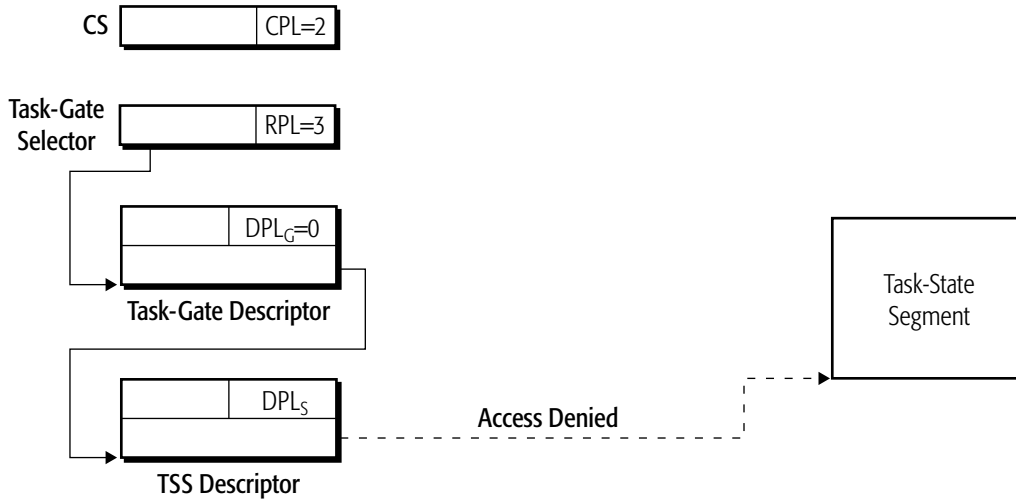 CS
CPL=2
Task-Gate
Selector
RPL=3
DPLG=0
Task-Gate Descriptor
Task-State
Segment
DPLS
Access Denied
TSS Descriptor